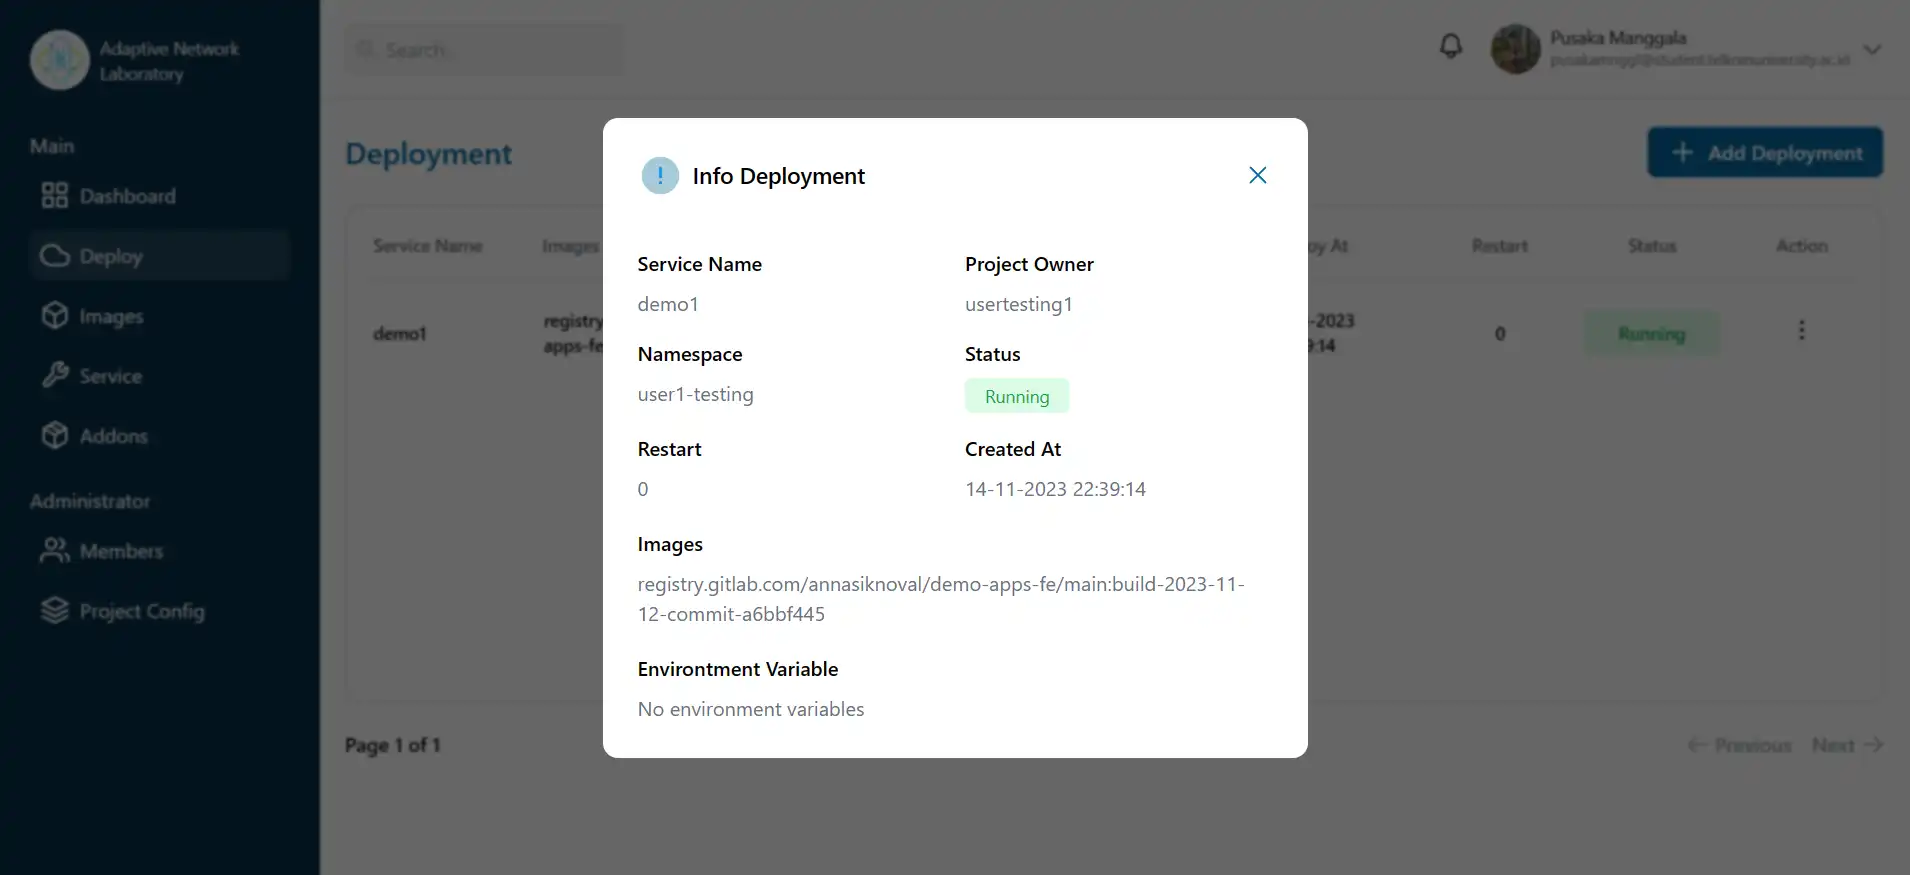 Adaptive Network
Laboratory
Search..
Pusaka Manggala
Main
Dashboard
Deploy
Images
Service
Addons
Administrator
Members
Project Config
Deployment
Add Deployment
Service Name
Images
oy At
Restart
Status
Action
demo1
registry
apps-fe
-2023
9:14
0
Running
Page 1 of 1
Previous
Next
Info Deployment
Service Name
Project Owner
demo1
usertesting1
Namespace
Status
user1-testing
Running
Restart
Created At
0
14-11-2023 22:39:14
Images
registry.gitlab.com/annasiknoval/demo-apps-fe/main:build-2023-11-
12-commit-a6bbf445
Environtment Variable
No environment variables